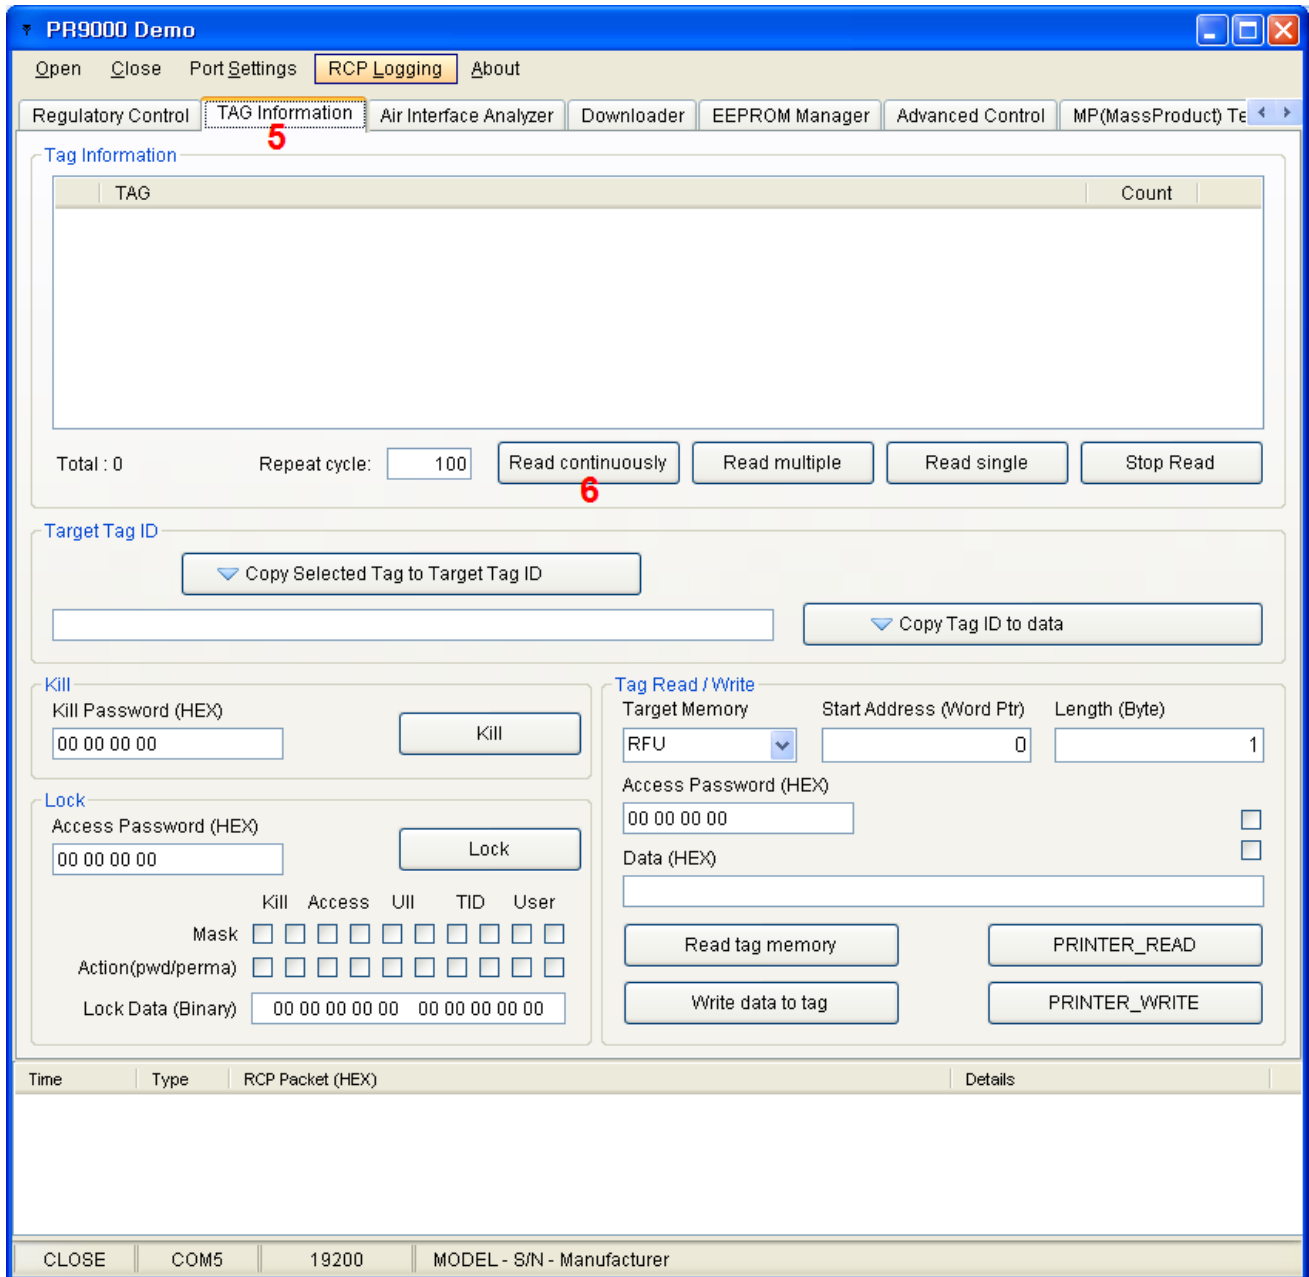 PR9000 Demo
Open Close Port Settings RCP Logging About
Regulatory Control TAG Information Air Interface Analyzer Downloader EEPROM Manager Advanced Control MP(MassProduct) Te
5
Tag Information
TAG Count
Total : 0 Repeat cycle: 100 Read continuously Read multiple Read single Stop Read
6
Target Tag ID
Copy Selected Tag to Target Tag ID
Copy Tag ID to data
Kill
Kill Password (HEX)
00 00 00 00
Kill
Lock
Access Password (HEX)
00 00 00 00
Lock
Kill Access UII TID User
Mask
Action(pwd/perma)
Lock Data (Binary) 00 00 00 00 00 00 00 00 00 00
Tag Read / Write
Target Memory Start Address (Word Ptr) Length (Byte)
RFU 0 1
Access Password (HEX)
00 00 00 00
Data (HEX)
Read tag memory PRINTER_READ
Write data to tag PRINTER_WRITE
Time Type RCP Packet (HEX) Details
CLOSE COM5 19200 MODEL - S/N - Manufacturer